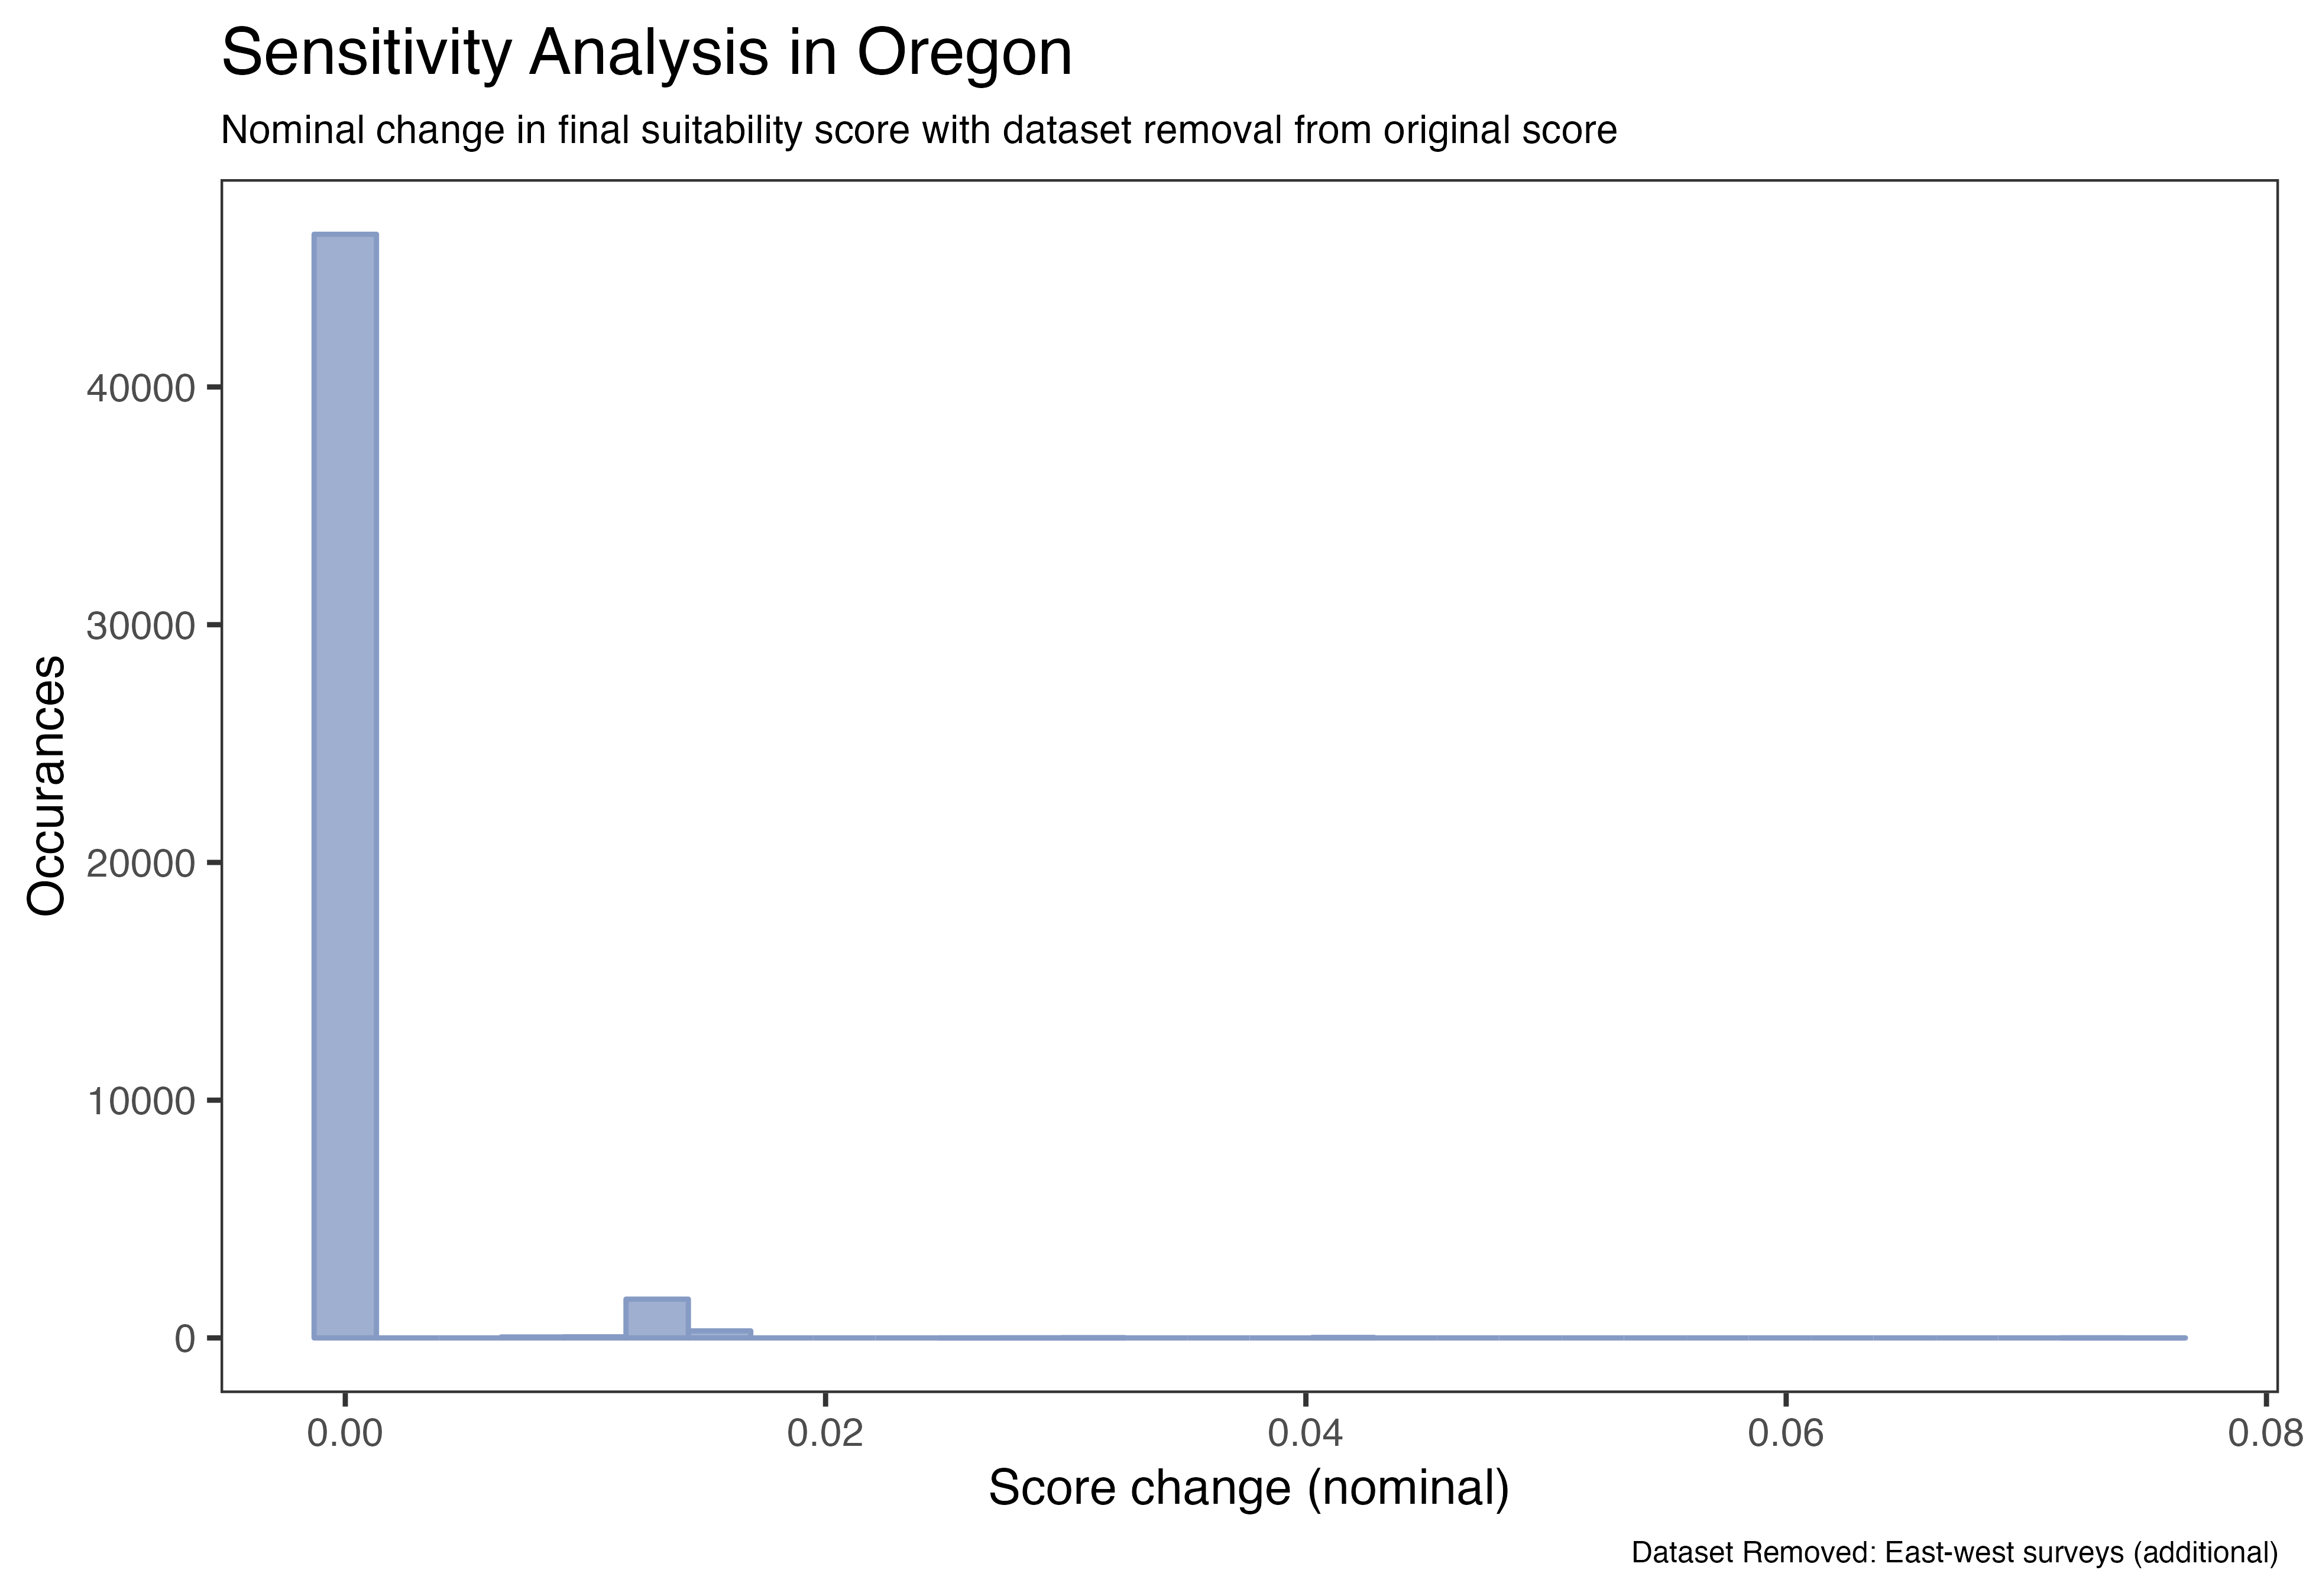 Sensitivity Analysis in Oregon
Nominal change in final suitability score with dataset removal from original score
Occurances
40000
30000
20000
10000
0
0.00 0.02 0.04 0.06 0.08
Score change (nominal)
Dataset Removed: East-west surveys (additional)